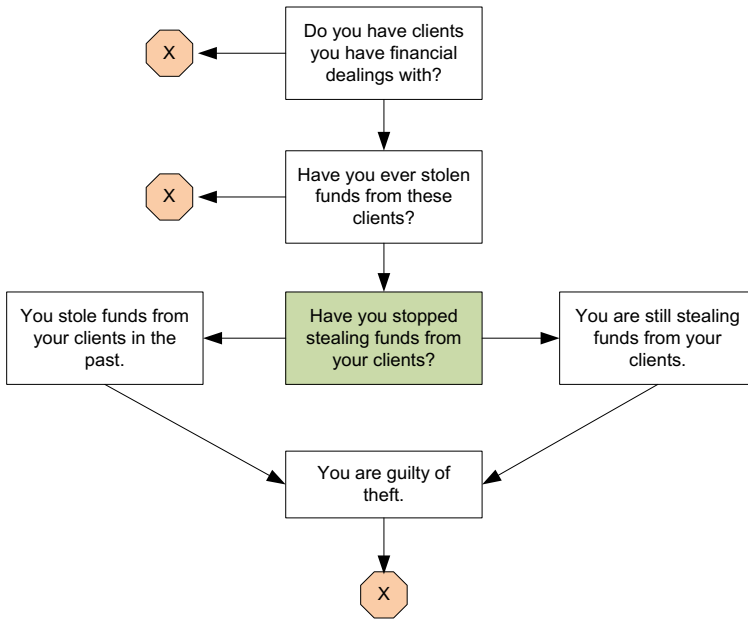 Do you have clients
you have financial
dealings with?
X
Have you ever stolen
funds from these
clients?
X
You stole funds from
your clients in the
past.
Have you stopped
stealing funds from
your clients?
You are still stealing
funds from your
clients.
You are guilty of
theft.
X